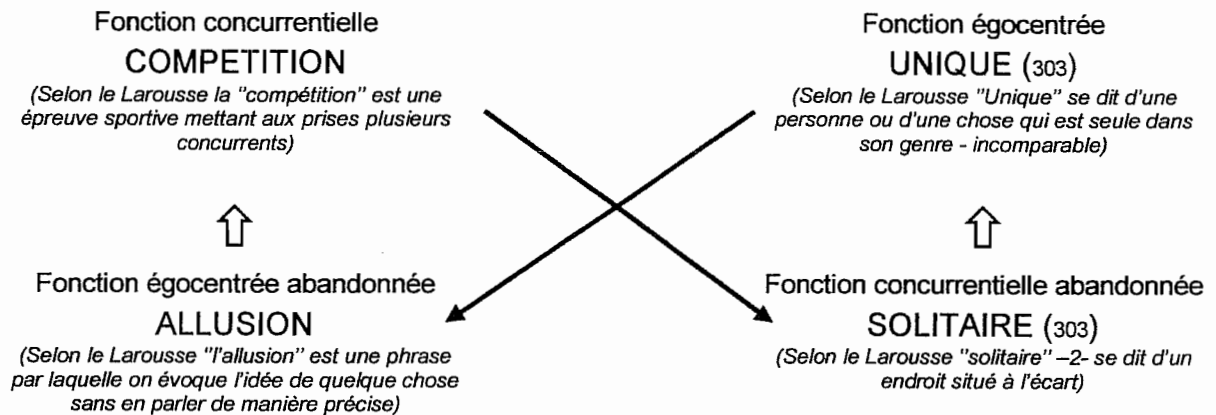 Fonction concurrentielle
COMPETITION
(Selon le Larousse la "compétition" est une
épreuve sportive mettant aux prises plusieurs
concurrents)
Fonction égocentrée
UNIQUE (303)
(Selon le Larousse "Unique" se dit d'une
personne ou d'une chose qui est seule dans
son genre - incomparable)
Fonction égocentrée abandonnée
ALLUSION
(Selon le Larousse "l'allusion" est une phrase
par laquelle on évoque l'idée de quelque chose
sans en parler de manière précise)
Fonction concurrentielle abandonnée
SOLITAIRE (303)
(Selon le Larousse "solitaire" –2- se dit d'un
endroit situé à l'écart)